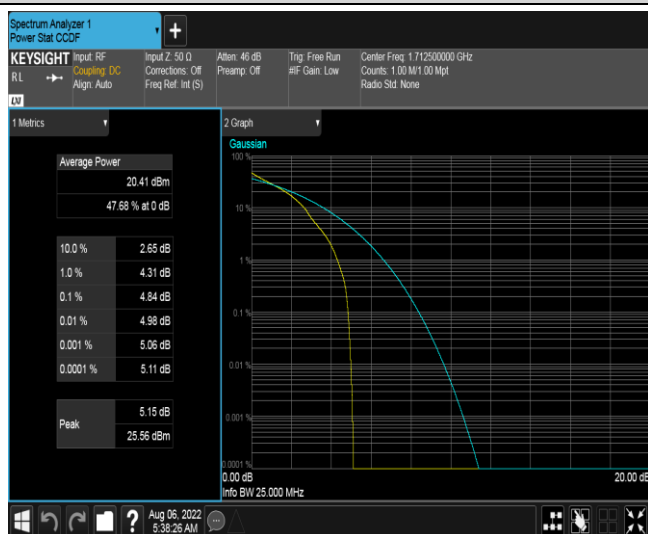 Spectrum Analyzer 1
Power Stat CCDF
+
KEYSIGHT
RL
LXI
Input: RF
Coupling: DC
Align: Auto
Input Z: 50 Ω
Corrections: Off
Freq Ref: Int (S)
Atten: 46 dB
Preamp: Off
Trig: Free Run
#IF Gain: Low
Center Freq: 1.712500000 GHz
Counts: 1.00 M/1.00 Mpt
Radio Std: None
1 Metrics
Average Power
20.41 dBm
47.68 % at 0 dB
10.0 % 2.65 dB
1.0 % 4.31 dB
0.1 % 4.84 dB
0.01 % 4.98 dB
0.001 % 5.06 dB
0.0001 % 5.11 dB
Peak
5.15 dB
25.56 dBm
2 Graph
Gaussian
100 %
10 %
1 %
0.1 %
0.01 %
0.001 %
0.0001 %
0.00 dB 20.00 dB
Info BW 25.000 MHz
?
Aug 06, 2022
5:38:26 AM